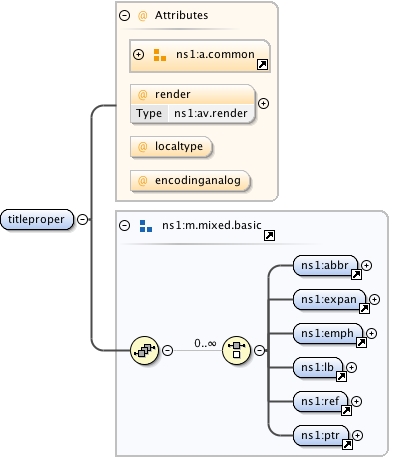 @ Attributes
ns1:a.common
@ render
Type ns1:av.render
@ localtype
@ encodinganalog
titleproper
ns1:m.mixed.basic
ns1:abbr
ns1:expan
ns1:emph
0..∞
ns1:lb
ns1:ref
ns1:ptr